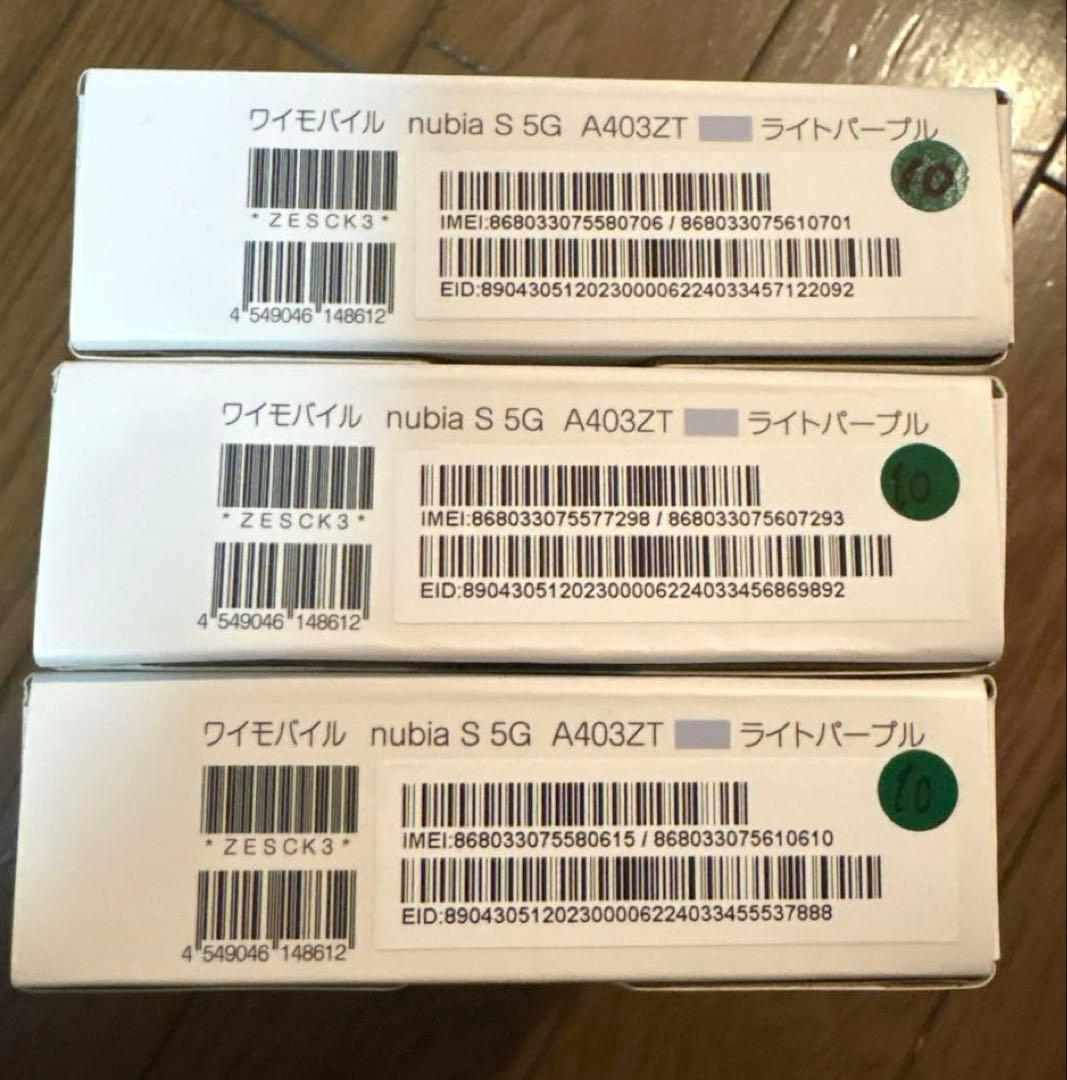 ワイモバイル nubia S 5G A403ZT ライトパープル
10
*ZESCK3*
IMEI:868033075580706 / 868033075610701
EID:89043051202300006224033457122092
4 549046 148612
ワイモバイル nubia S 5G A403ZT ライトパープル
10
*ZESCK3*
IMEI:868033075577298 / 868033075607293
EID:89043051202300006224033456869892
4 549046 148612
ワイモバイル nubia S 5G A403ZT ライトパープル
10
*ZESCK3*
IMEI:868033075580615 / 868033075610610
EID:89043051202300006224033455537888
4 549046 148612